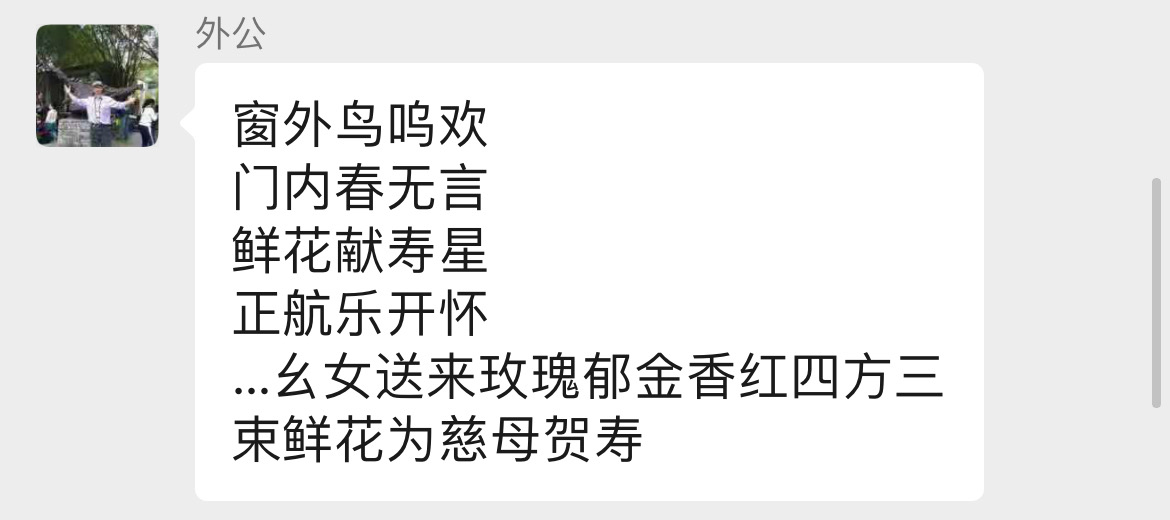 外公
窗外鸟呜欢
门内春无言
鲜花献寿星
正航乐开怀
...幺女送来玫瑰郁金香红四方三
束鲜花为慈母贺寿